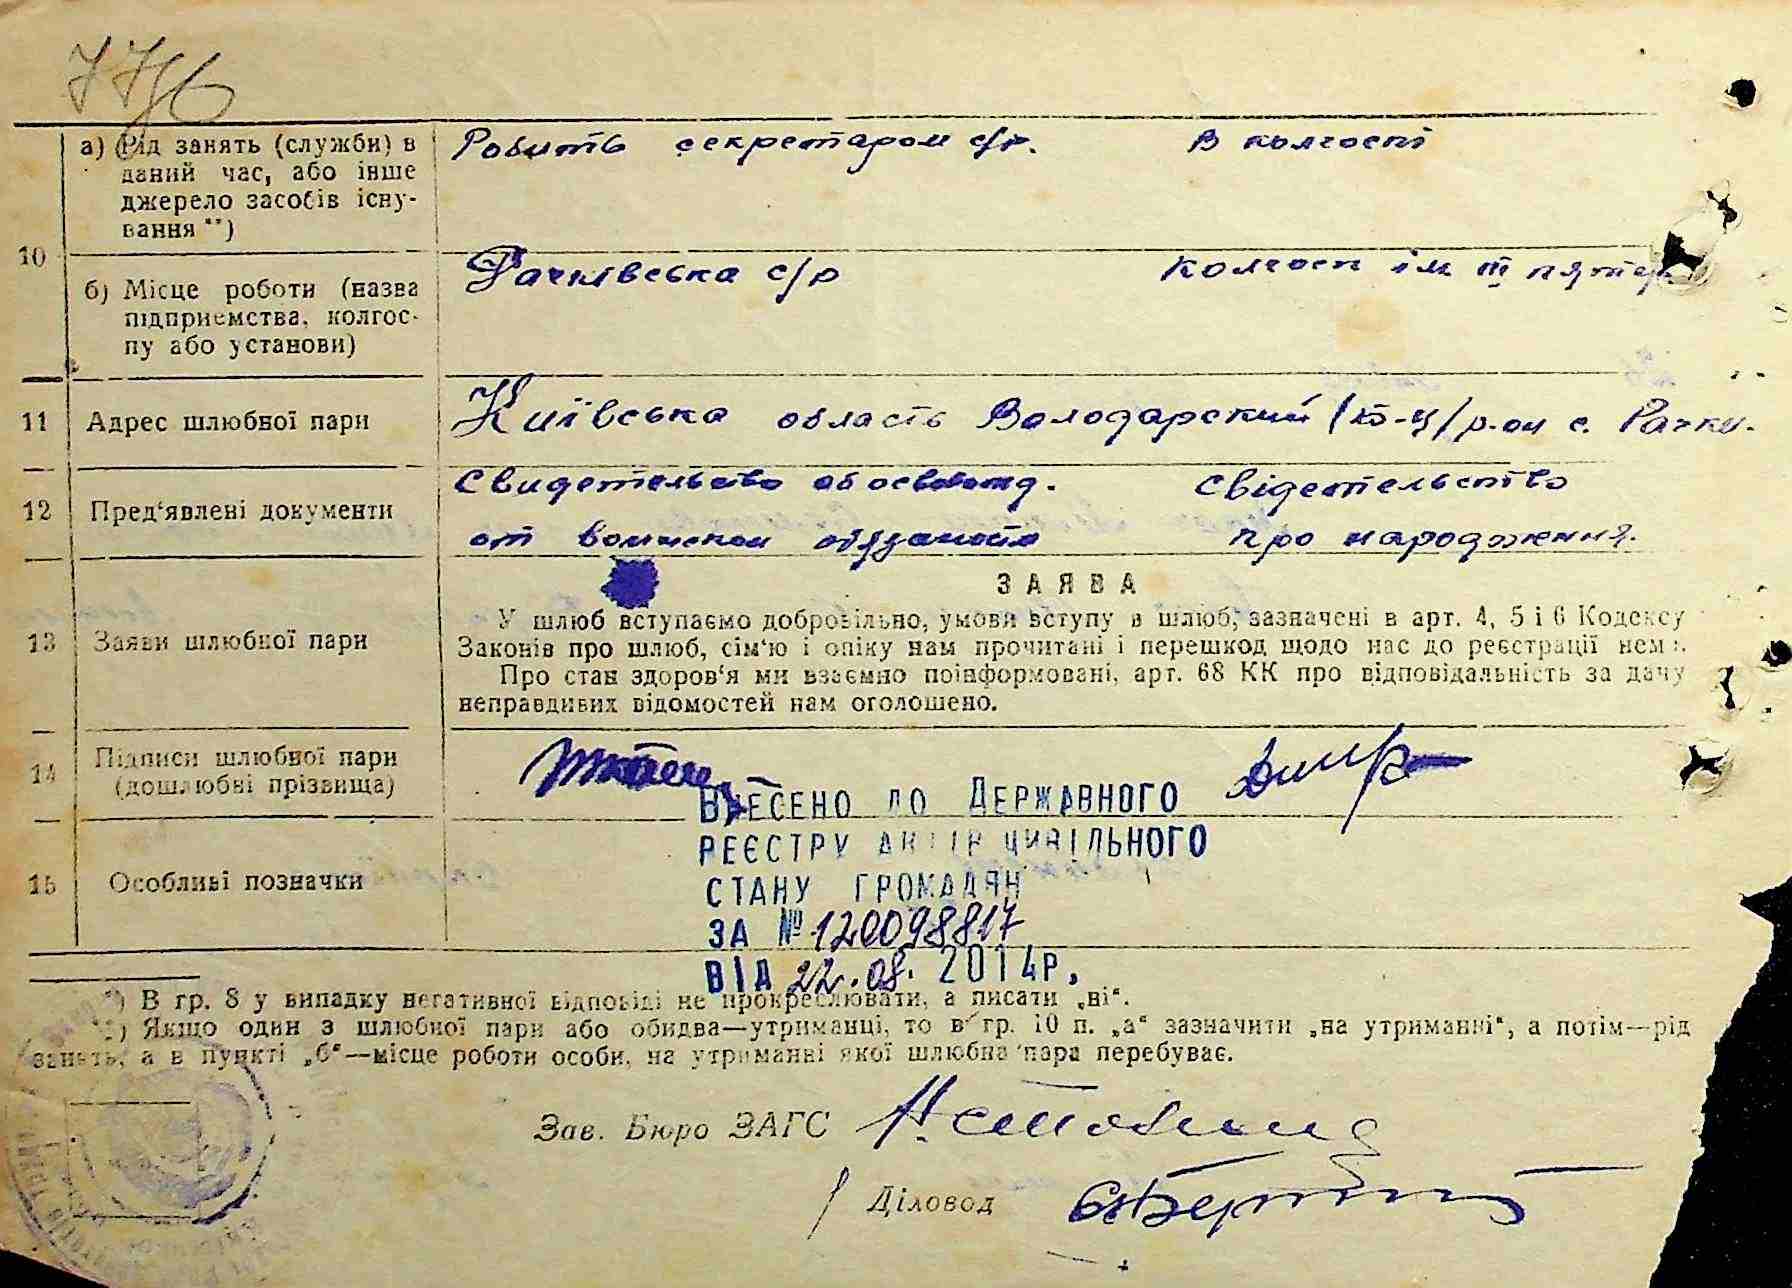 а) Рід занять (служби) в даний час, або інше джерело засобів існування **)
Робить секретаром с/р.
в колгоспі
10
б) Місце роботи (назва підприємства, колгоспу або установи)
Рачківська с/р
Колгосп ім ІІІ пятир
11 Адрес шлюбної пари
Київська область Володарский /Б-Ц/ р-он с. Рачки.
12 Пред'явлені документи
Свидетельство об освобожд.
Свідетельство
от воинской обязаности
про народження.
ЗАЯВА
13 Заяви шлюбної пари
У шлюб вступаємо добровільно, умови вступу в шлюб, зазначені в арт. 4, 5 і 6 Кодексу
Законів про шлюб, сім'ю і опіку нам прочитані і перешкод щодо нас до реєстрації нема.
Про стан здоров'я ми взаємно поінформовані, арт. 68 КК про відповідальність за дачу
неправдивих відомостей нам оголошено.
14 Підписи шлюбної пари
(дошлюбні прізвища)
ВНЕСЕНО ДО ДЕРЖАВНОГО
РЕЄСТРУ АКТІВ ЦИВІЛЬНОГО
15 Особливі позначки
СТАНУ ГРОМАДЯН
ЗА № 120098817
ВІД 22.08. 2014р.
*) В гр. 8 у випадку негативної відповіді не прокреслювати, а писати „ні“.
**) Якщо один з шлюбної пари або обидва—утриманці, то в гр. 10 п. „а“ зазначити „на утриманні“, а потім—рід
занять, а в пункті „б“—місце роботи особи, на утриманні якої шлюбна пара перебуває.
Зав. Бюро ЗАГС
Діловод